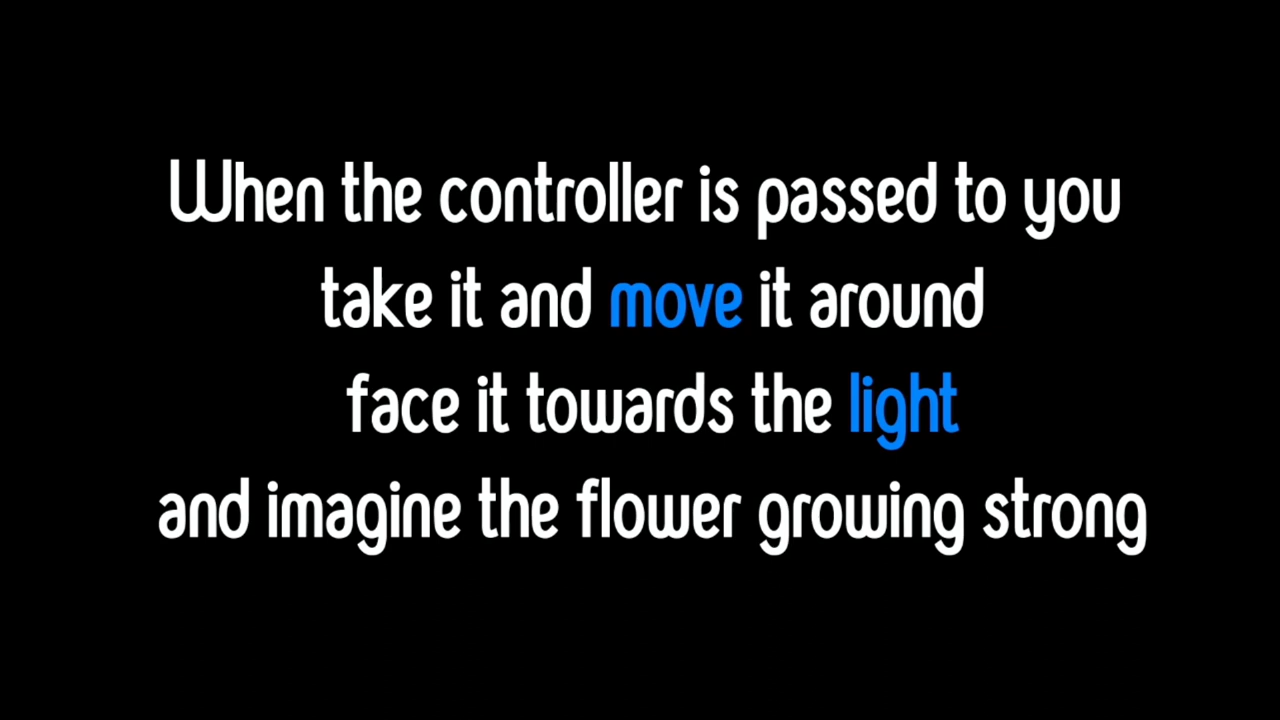 When the controller is passed to you
take it and move it around
face it towards the light
and imagine the flower growing strong